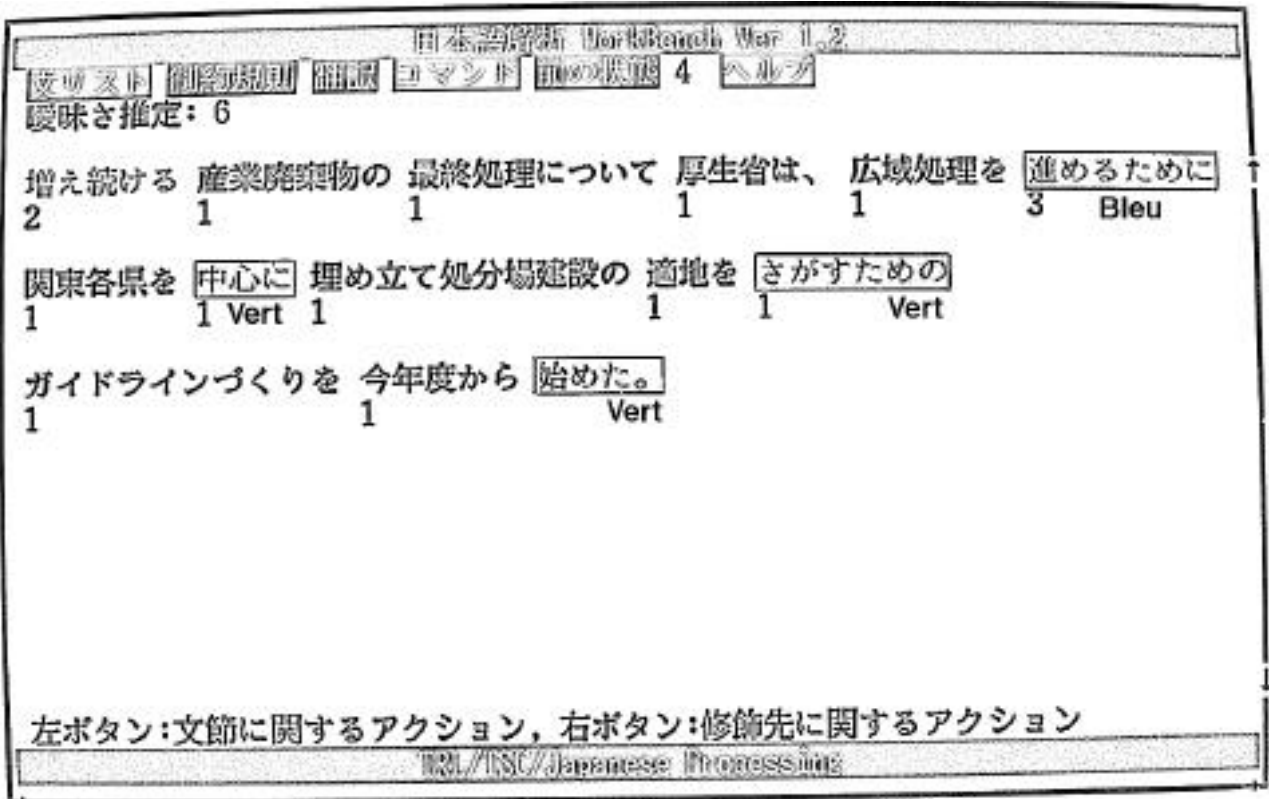 日本語解析 WorkBench Ver 1.2
文リスト 制約規則 翻訳 コマンド 前の状態 4 ヘルプ
曖昧さ推定: 6
増え続ける 産業廃棄物の 最終処理について 厚生省は、 広域処理を 進めるために
2 1 1 1 1 3 Bleu
関東各県を 中心に 埋め立て処分場建設の 適地を さがすための
1 1 Vert 1 1 1 Vert
ガイドラインづくりを 今年度から 始めた。
1 1 Vert
左ボタン:文節に関するアクション, 右ボタン:修飾先に関するアクション
TRL/TSC/Japanese Processing